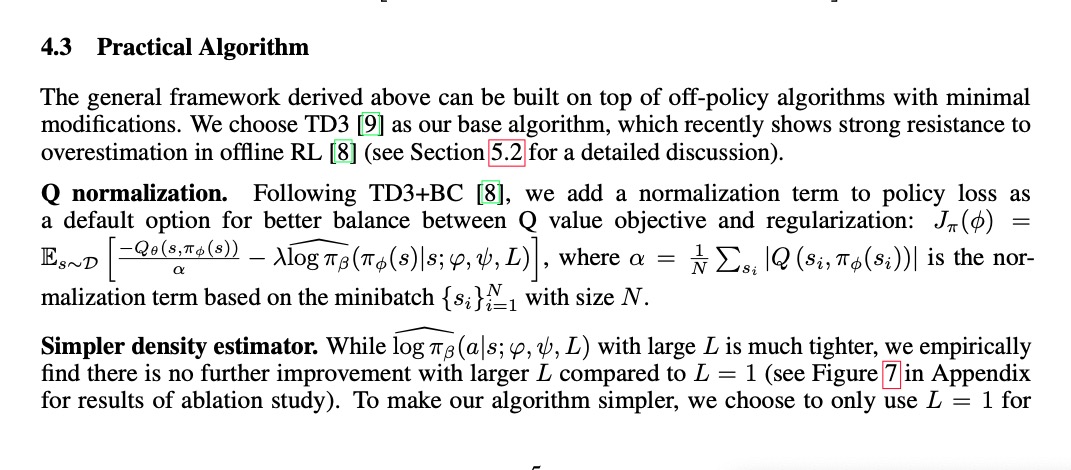 4.3 Practical Algorithm
The general framework derived above can be built on top of off-policy algorithms with minimal
modifications. We choose TD3 [9] as our base algorithm, which recently shows strong resistance to
overestimation in offline RL [8] (see Section 5.2 for a detailed discussion).
Q normalization. Following TD3+BC [8], we add a normalization term to policy loss as
a default option for better balance between Q value objective and regularization: $J_\pi(\phi) =$
$\mathbb{E}_{s \sim \mathcal{D}} \left[ \frac{-Q_\theta(s, \pi_\phi(s))}{\alpha} - \lambda \widehat{\log \pi_\beta}(\pi_\phi(s)|s; \varphi, \psi, L) \right]$, where $\alpha = \frac{1}{N} \sum_{s_i} |Q(s_i, \pi_\phi(s_i))|$ is the nor-
malization term based on the minibatch $\{s_i\}_{i=1}^N$ with size $N$.
Simpler density estimator. While $\widehat{\log \pi_\beta}(a|s; \varphi, \psi, L)$ with large $L$ is much tighter, we empirically
find there is no further improvement with larger $L$ compared to $L = 1$ (see Figure 7 in Appendix
for results of ablation study). To make our algorithm simpler, we choose to only use $L = 1$ for